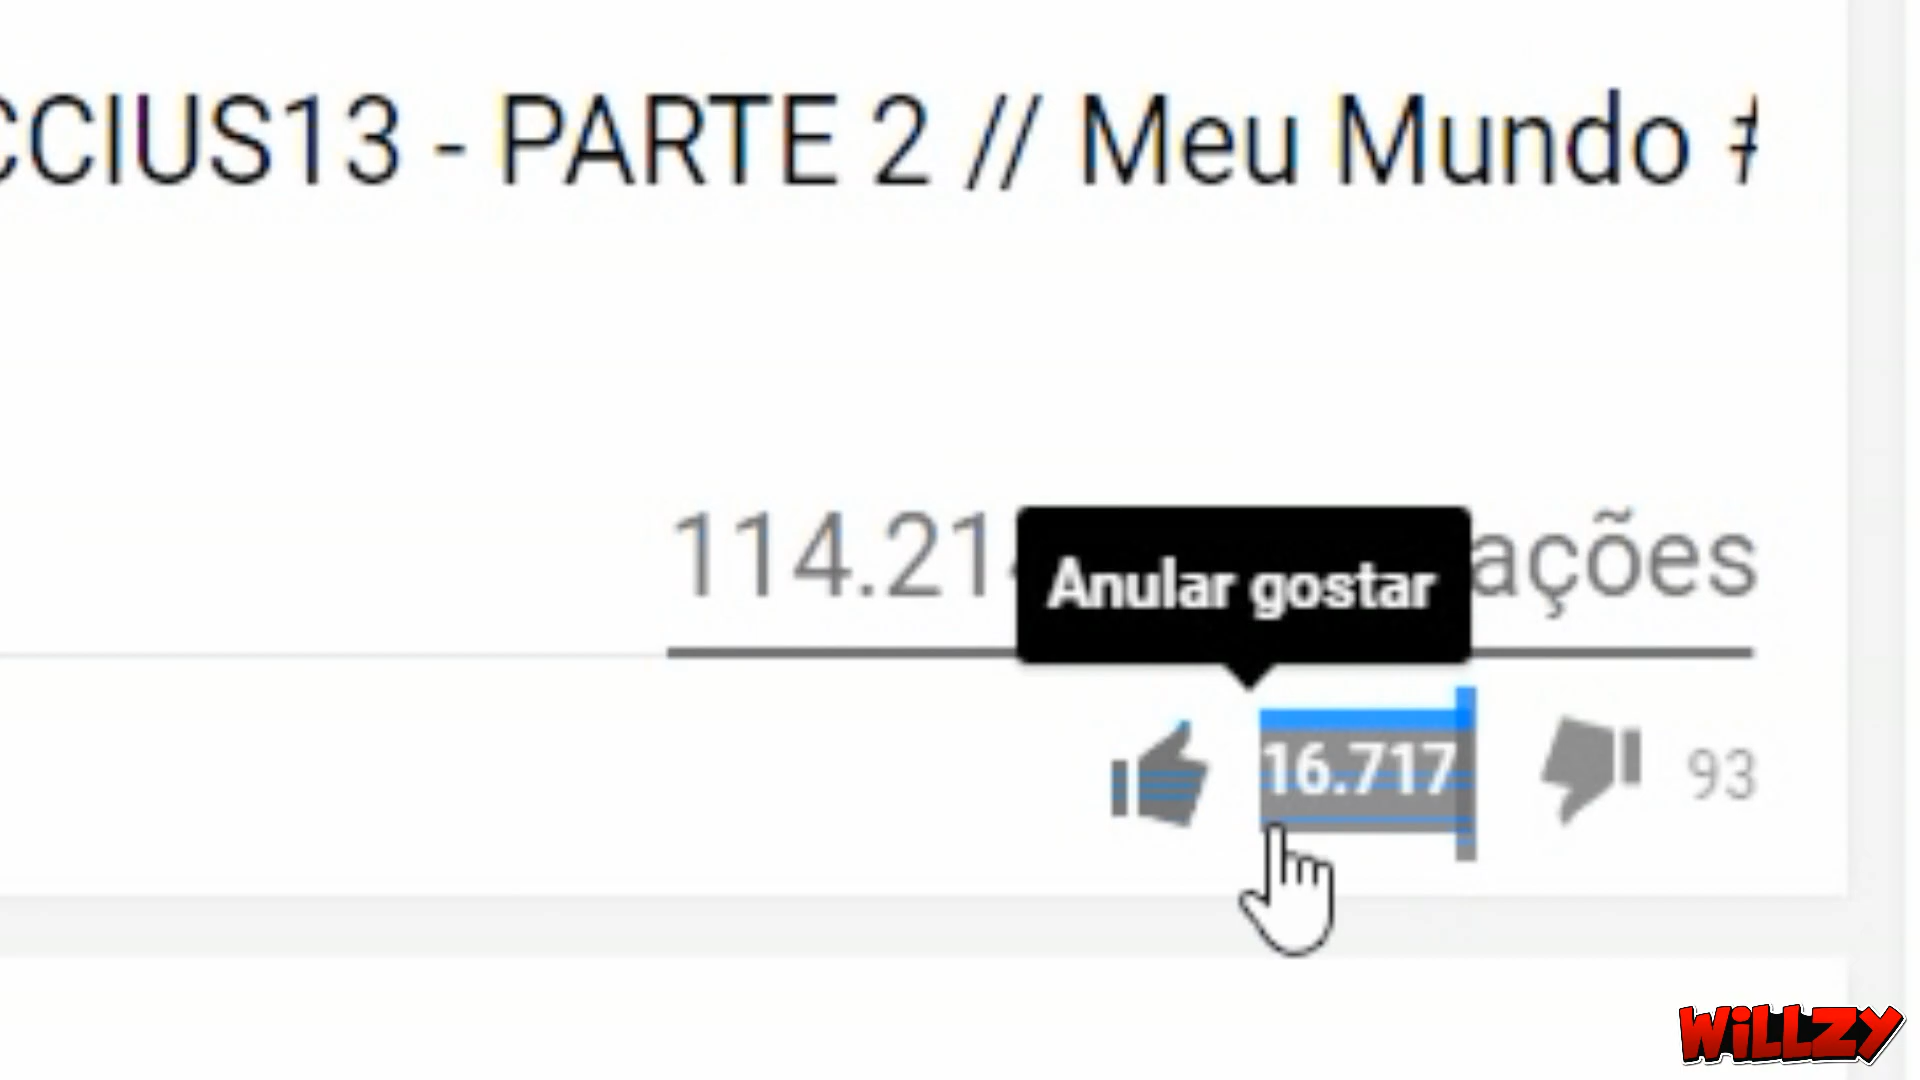 CCIUS13 - PARTE 2 // Meu Mundo #
114.21 ações
Anular gostar
16.717 93
WiLLZY